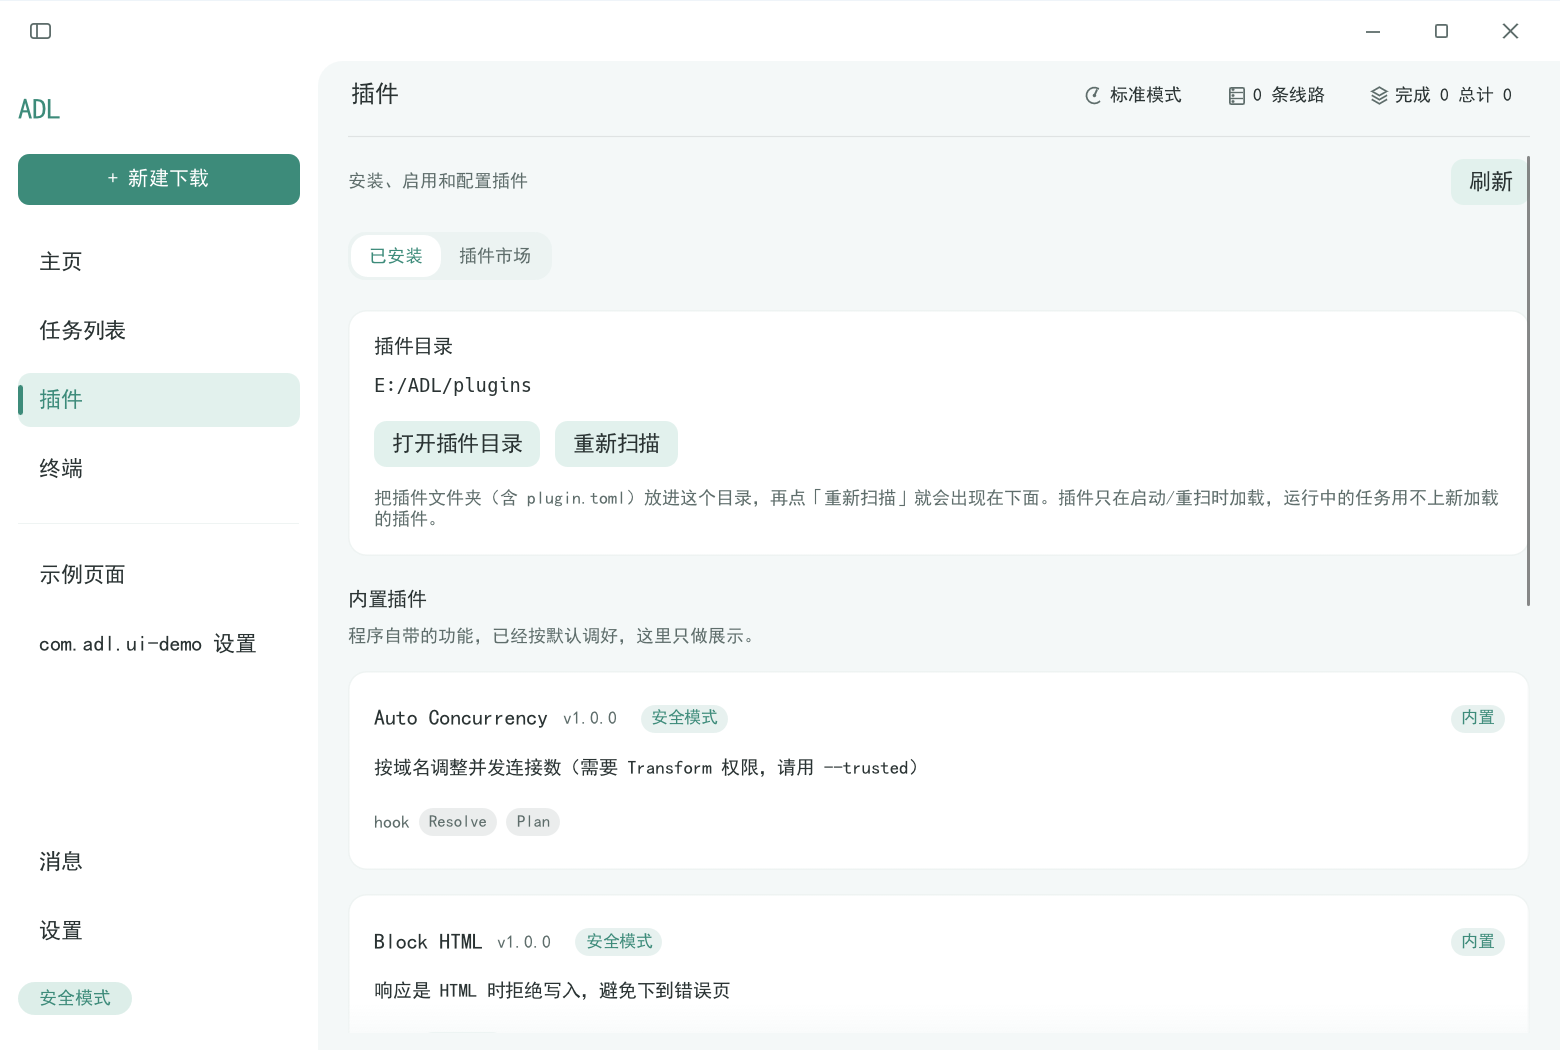 ADL
+ 新建下载
主页
任务列表
插件
终端
示例页面
com.adl.ui-demo 设置
消息
设置
安全模式
插件
标准模式
0 条线路
完成 0 总计 0
安装、启用和配置插件
刷新
已安装
插件市场
插件目录
E:/ADL/plugins
打开插件目录
重新扫描
把插件文件夹（含 plugin.toml）放进这个目录，再点「重新扫描」就会出现在下面。插件只在启动/重扫时加载，运行中的任务用不上新加载
的插件。
内置插件
程序自带的功能，已经按默认调好，这里只做展示。
Auto Concurrency v1.0.0 安全模式 内置
按域名调整并发连接数（需要 Transform 权限，请用 --trusted）
hook Resolve Plan
Block HTML v1.0.0 安全模式 内置
响应是 HTML 时拒绝写入，避免下到错误页